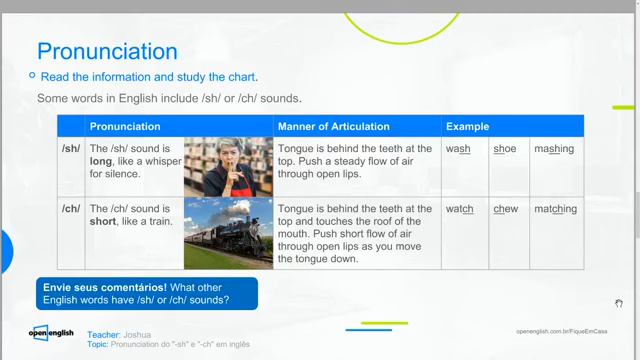 Pronunciation
Read the information and study the chart.
Some words in English include /sh/ or /ch/ sounds.
Pronunciation Manner of Articulation Example
/sh/ The /sh/ sound is long, like a whisper for silence. Tongue is behind the teeth at the top. Push a steady flow of air through open lips. wash shoe mashing
/ch/ The /ch/ sound is short, like a train. Tongue is behind the teeth at the top and touches the roof of the mouth. Push short flow of air through open lips as you move the tongue down. watch chew matching
Envie seus comentários! What other
English words have /sh/ or /ch/ sounds?
openenglish
Teacher: Joshua
Topic: Pronunciation do "-sh" e "-ch" em inglês
openenglish.com.br/FiqueEmCasa